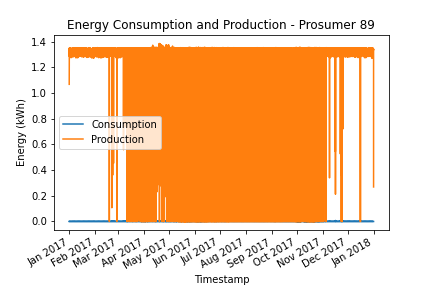 Energy Consumption and Production - Prosumer 89
Energy (kWh)
1.4
1.2
1.0
0.8
0.6
0.4
0.2
0.0
Consumption
Production
Jan 2017
Feb 2017
Mar 2017
Apr 2017
May 2017
Jun 2017
Jul 2017
Aug 2017
Sep 2017
Oct 2017
Nov 2017
Dec 2017
Jan 2018
Timestamp